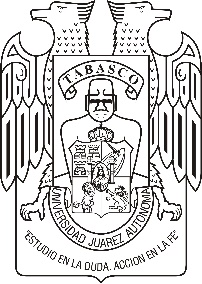 TABASCO
UNIVERSIDAD JUAREZ AUTONOMA
"ESTUDIO EN LA DUDA. ACCION EN LA FE"